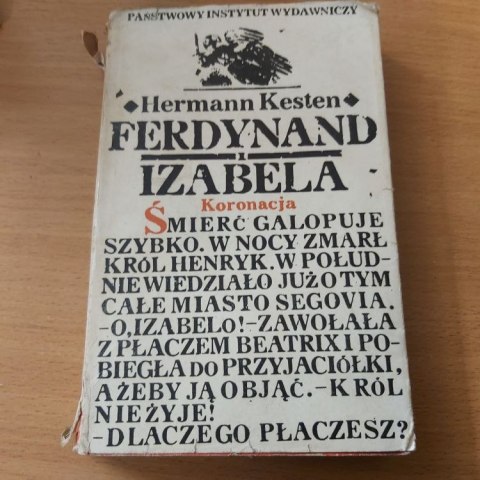 PAŃSTWOWY INSTYTUT WYDAWNICZY
Hermann Kesten
FERDYNAND
I
IZABELA
Koronacja
ŚMIERĆ GALOPUJE
SZYBKO. W NOCY ZMARŁ
KRÓL HENRYK. W POŁUD-
NIE WIEDZIAŁO JUŻ O TYM
CAŁE MIASTO SEGOVIA.
-O, IZABELO!-ZAWOŁAŁA
Z PŁACZEM BEATRIX I PO-
BIEGŁA DO PRZYJACIÓŁKI,
A ŻEBY JĄ OBJĄĆ.-KRÓL
NIE ŻYJE!
-DLACZEGO PŁACZESZ?